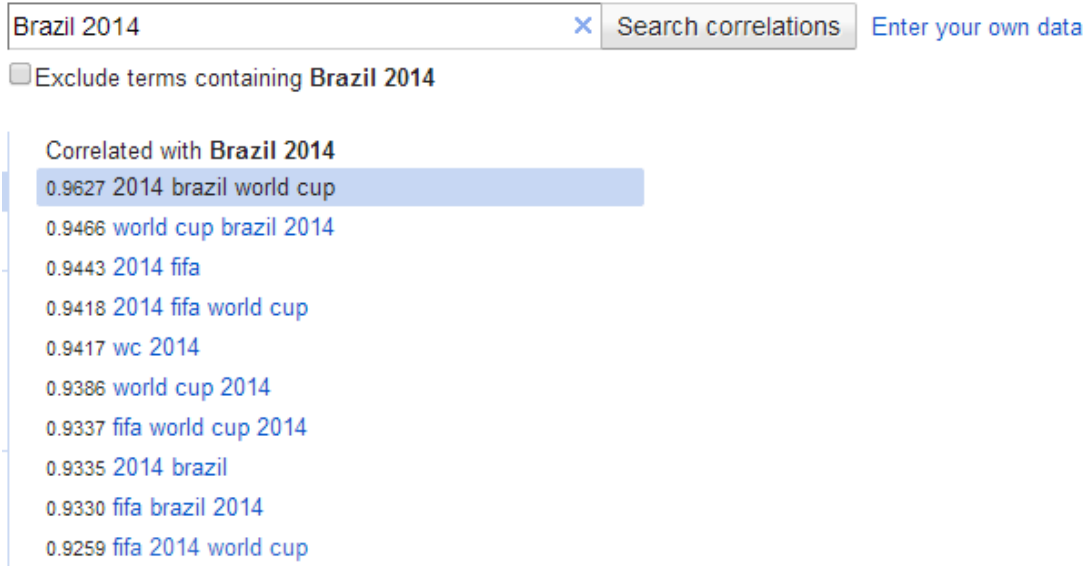 Brazil 2014 × Search correlations Enter your own data
Exclude terms containing Brazil 2014
Correlated with Brazil 2014
0.9627 2014 brazil world cup
0.9466 world cup brazil 2014
0.9443 2014 fifa
0.9418 2014 fifa world cup
0.9417 wc 2014
0.9386 world cup 2014
0.9337 fifa world cup 2014
0.9335 2014 brazil
0.9330 fifa brazil 2014
0.9259 fifa 2014 world cup